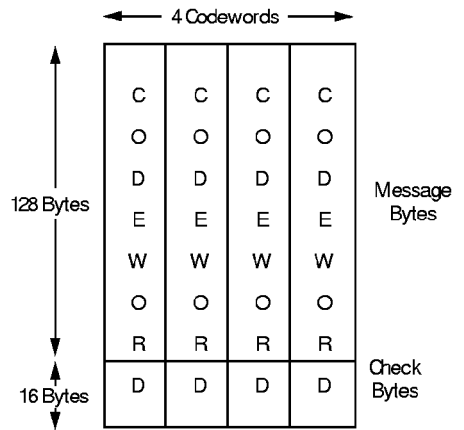 4 Codewords
C C C C
O O O O
D D D D
E E E E
W W W W
O O O O
R R R R
D D D D
128 Bytes
Message
Bytes
16 Bytes
Check
Bytes